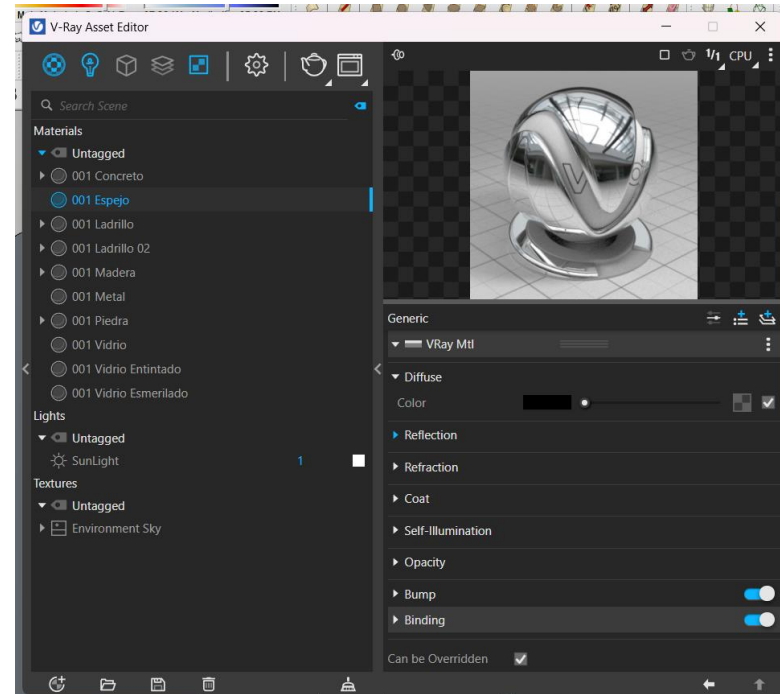 V-Ray Asset Editor
1/1 CPU
Search Scene
Materials
Untagged
001 Concreto
001 Espejo
001 Ladrillo
001 Ladrillo 02
001 Madera
001 Metal
001 Piedra
001 Vidrio
001 Vidrio Entintado
001 Vidrio Esmerilado
Lights
Untagged
SunLight 1
Textures
Untagged
Environment Sky
Generic
VRay Mtl
Diffuse
Color
Reflection
Refraction
Coat
Self-Illumination
Opacity
Bump
Binding
Can be Overridden